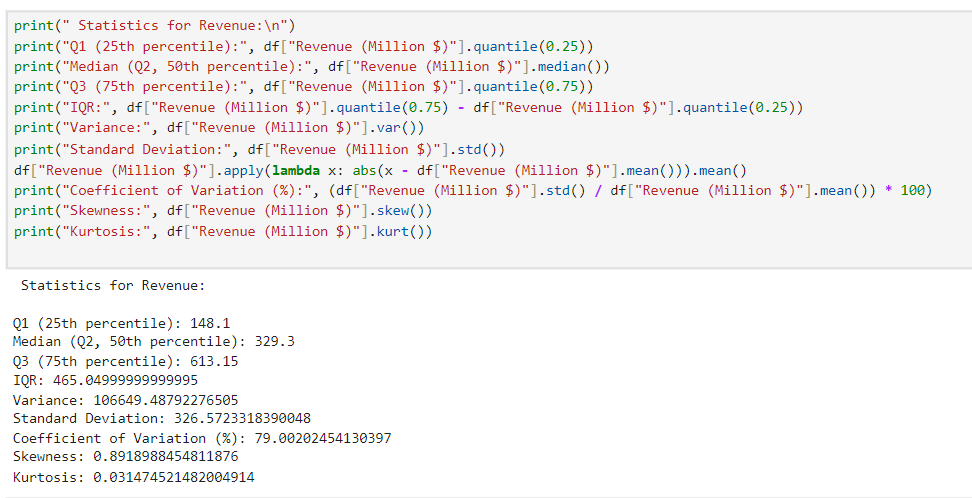 print(" Statistics for Revenue:\n")
print("Q1 (25th percentile):", df["Revenue (Million $)"].quantile(0.25))
print("Median (Q2, 50th percentile):", df["Revenue (Million $)"].median())
print("Q3 (75th percentile):", df["Revenue (Million $)"].quantile(0.75))
print("IQR:", df["Revenue (Million $)"].quantile(0.75) - df["Revenue (Million $)"].quantile(0.25))
print("Variance:", df["Revenue (Million $)"].var())
print("Standard Deviation:", df["Revenue (Million $)"].std())
df["Revenue (Million $)"].apply(lambda x: abs(x - df["Revenue (Million $)"].mean())).mean()
print("Coefficient of Variation (%):", (df["Revenue (Million $)"].std() / df["Revenue (Million $)"].mean()) * 100)
print("Skewness:", df["Revenue (Million $)"].skew())
print("Kurtosis:", df["Revenue (Million $)"].kurt())
Statistics for Revenue:
Q1 (25th percentile): 148.1
Median (Q2, 50th percentile): 329.3
Q3 (75th percentile): 613.15
IQR: 465.04999999999995
Variance: 106649.48792276505
Standard Deviation: 326.5723318390048
Coefficient of Variation (%): 79.00202454130397
Skewness: 0.8918988454811876
Kurtosis: 0.031474521482004914